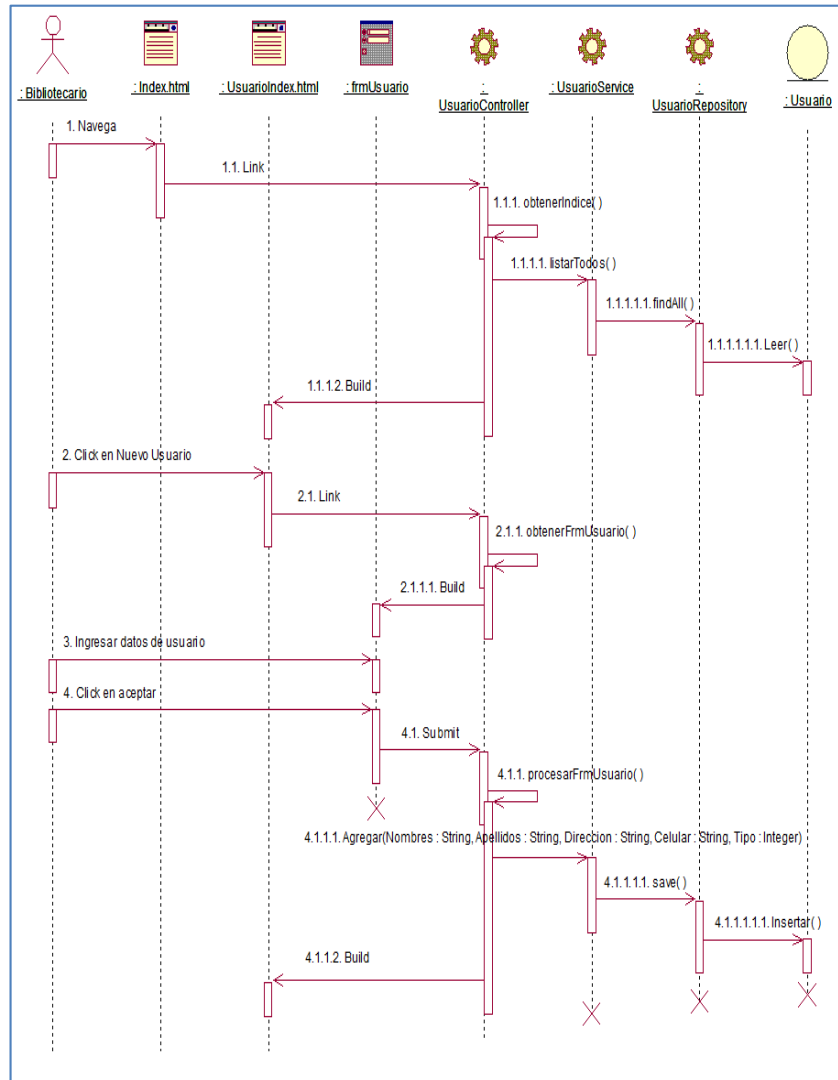 : Bibliotecario
: Index.html
: UsuarioIndex.html
: frmUsuario
:
UsuarioController
: UsuarioService
:
UsuarioRepository
: Usuario
1. Navega
1.1. Link
1.1.1. obtenerIndice( )
1.1.1.1. listarTodos( )
1.1.1.1.1. findAll( )
1.1.1.1.1.1. Leer( )
1.1.1.2. Build
2. Click en Nuevo Usuario
2.1. Link
2.1.1. obtenerFrmUsuario( )
2.1.1.1. Build
3. Ingresar datos de usuario
4. Click en aceptar
4.1. Submit
4.1.1. procesarFrmUsuario( )
4.1.1.1. Agregar(Nombres : String, Apellidos : String, Direccion : String, Celular : String, Tipo : Integer)
4.1.1.1.1. save( )
4.1.1.1.1.1. Insertar( )
4.1.1.2. Build